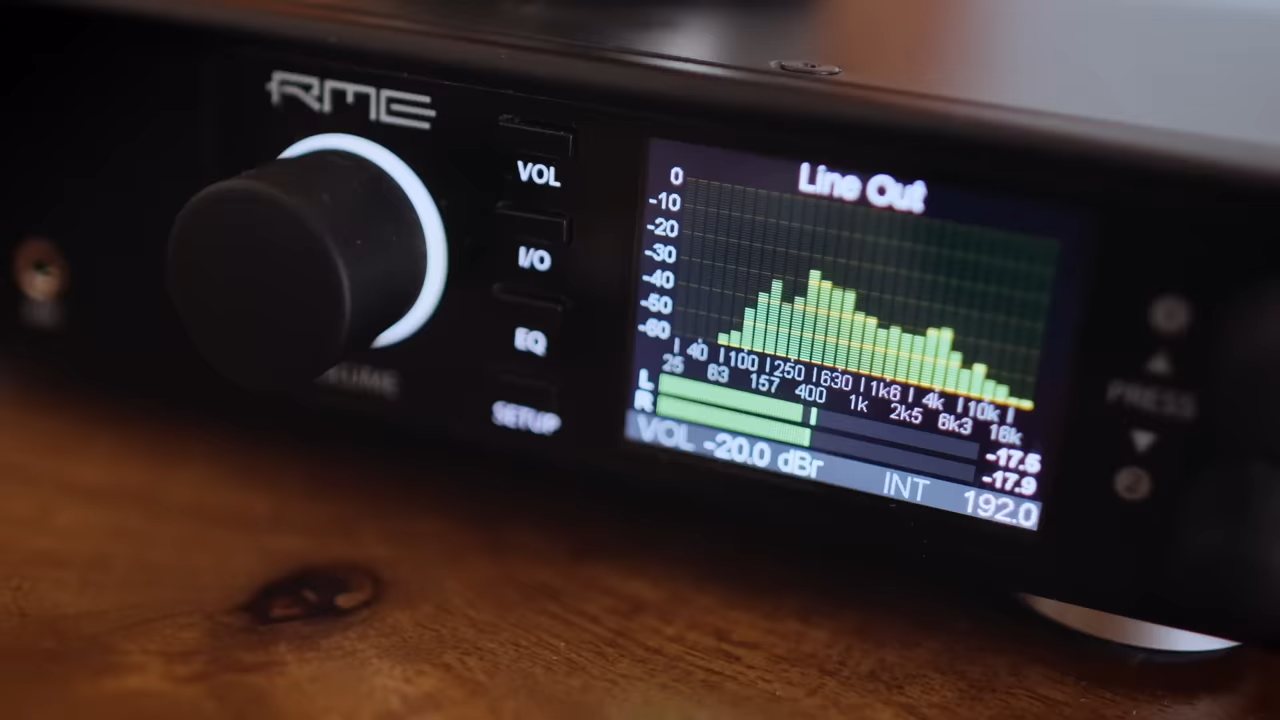 RME
VOL
I/O
EQ
SETUP
Line Out
0
-10
-20
-30
-40
-50
-60
40 100 250 630 1k6 4k 10k
25 63 157 400 1k 2k5 6k3 16k
L
R
-17.5
-17.9
VOL -20.0 dBr INT 192.0
PRESS